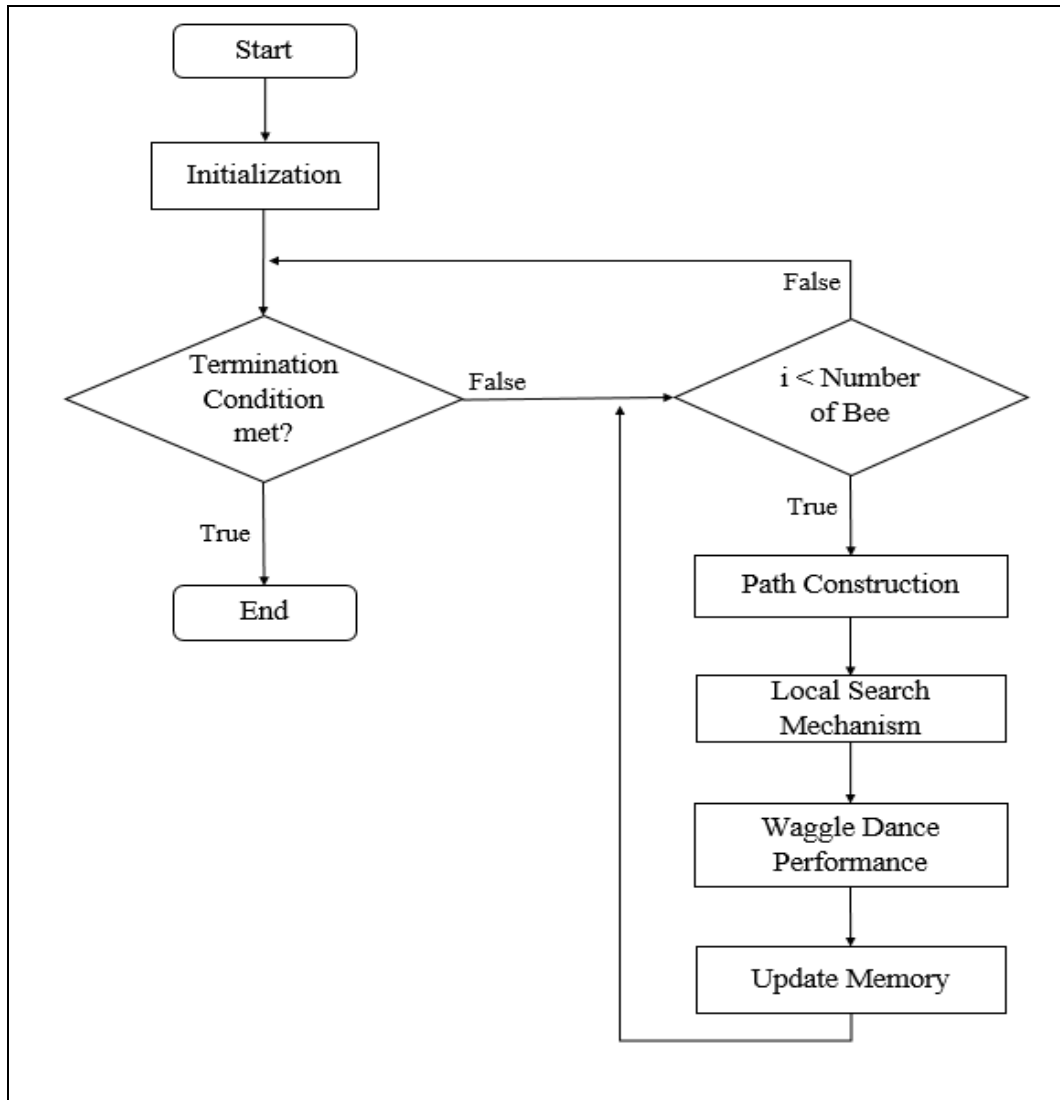 Start
Initialization
False
Termination
Condition
met?
False
i < Number
of Bee
True
True
Path Construction
End
Local Search
Mechanism
Waggle Dance
Performance
Update Memory